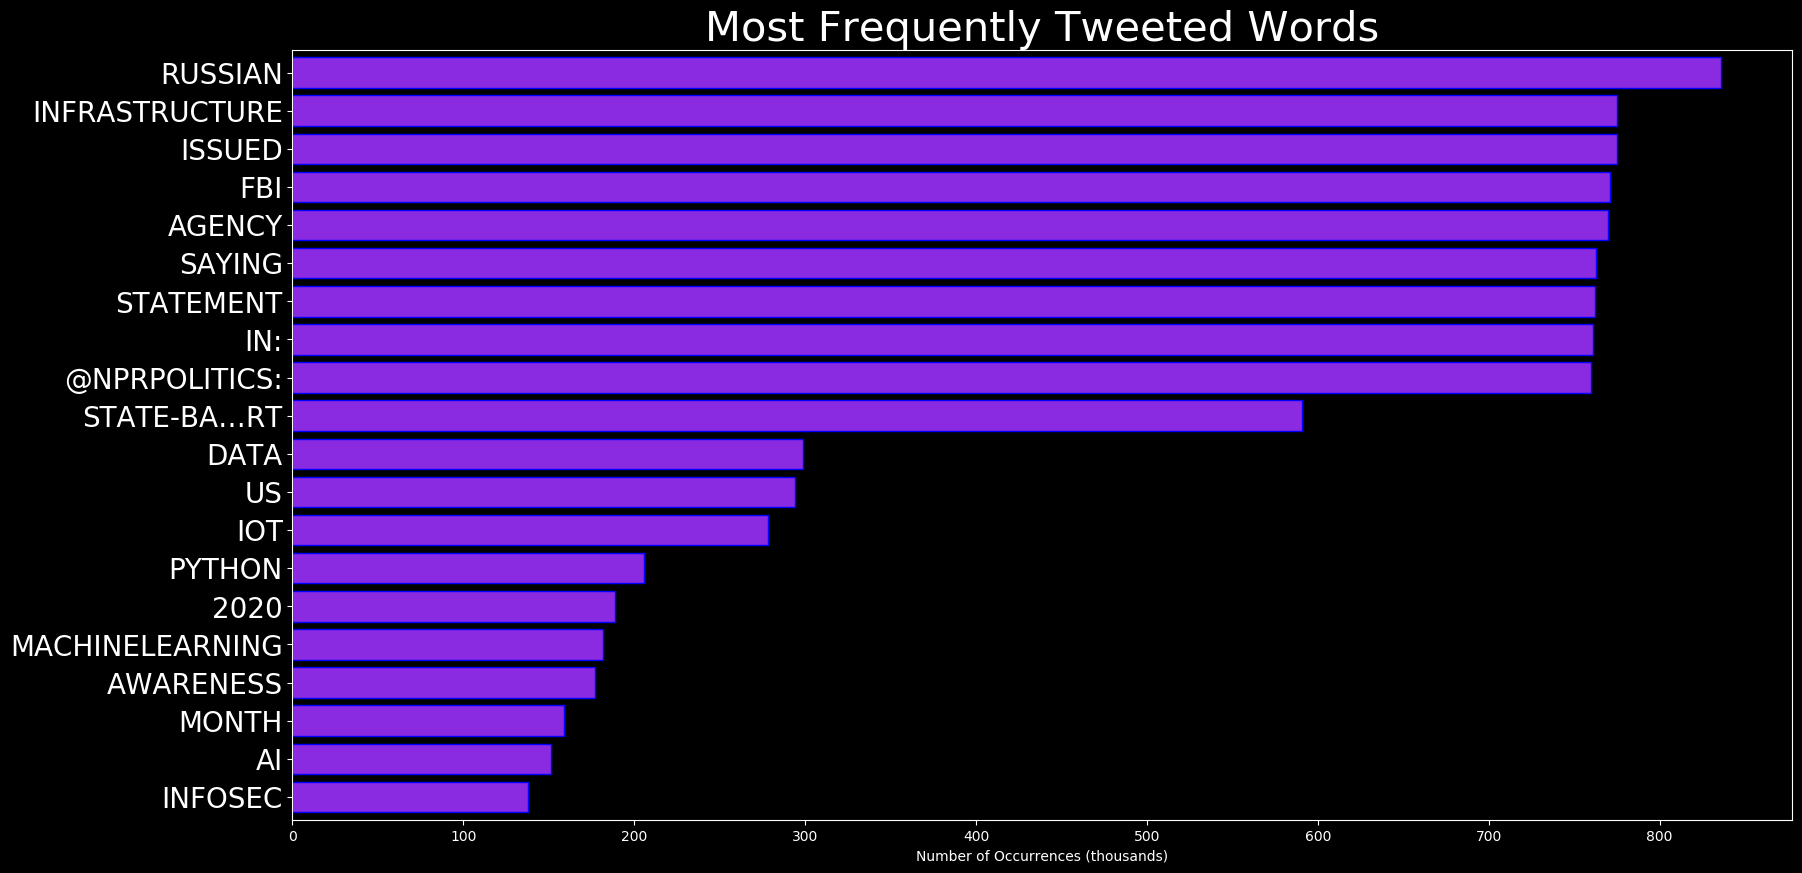 Most Frequently Tweeted Words
RUSSIAN
INFRASTRUCTURE
ISSUED
FBI
AGENCY
SAYING
STATEMENT
IN:
@NPRPOLITICS:
STATE-BA…RT
DATA
US
IOT
PYTHON
2020
MACHINELEARNING
AWARENESS
MONTH
AI
INFOSEC
0 100 200 300 400 500 600 700 800
Number of Occurrences (thousands)